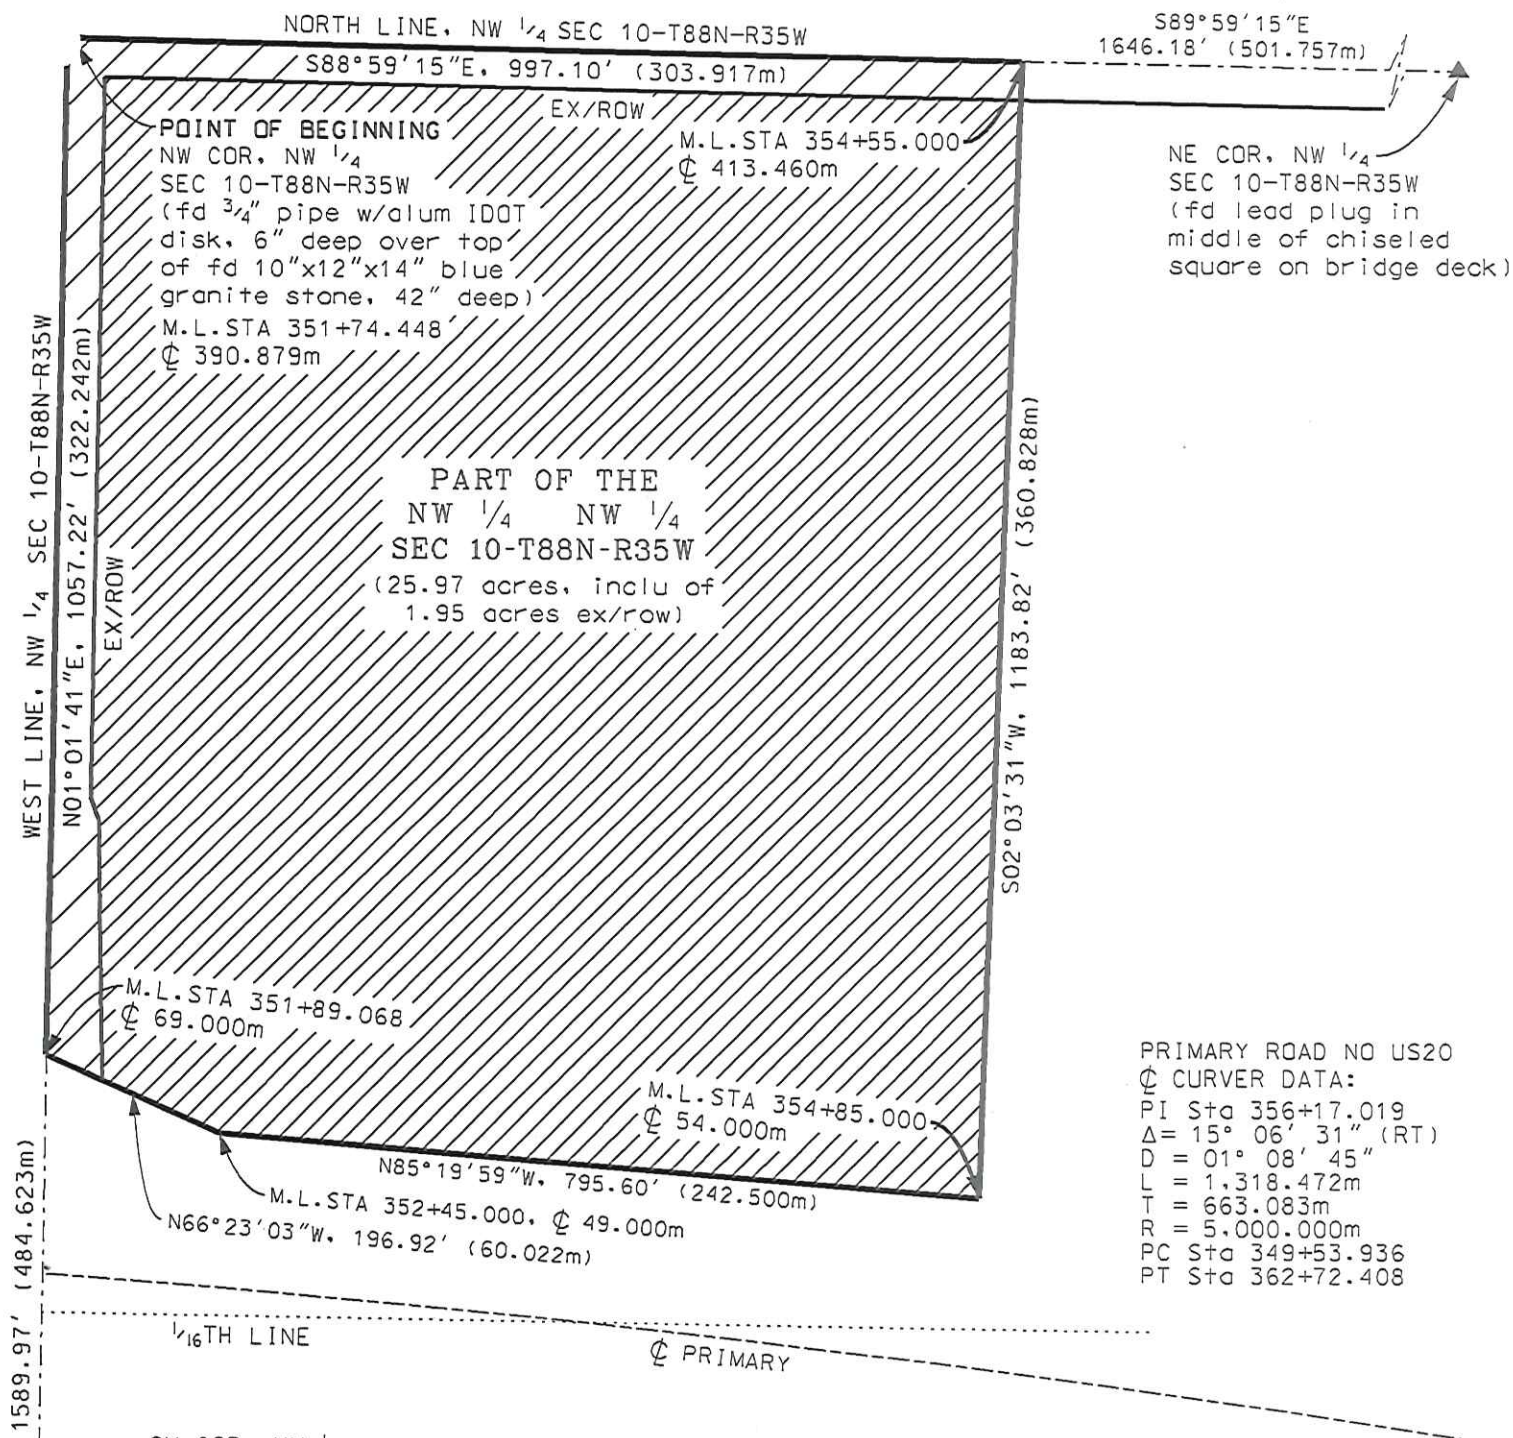 NORTH LINE, NW 1/4 SEC 10-T88N-R35W
S89°59'15"E
1646.18' (501.757m)
S88°59'15"E, 997.10' (303.917m)
EX/ROW
POINT OF BEGINNING
NW COR, NW 1/4
SEC 10-T88N-R35W
(fd 3/4" pipe w/alum IDOT
disk, 6" deep over top
of fd 10"x12"x14" blue
granite stone, 42" deep)
M.L.STA 351+74.448
℄ 390.879m
M.L.STA 354+55.000
℄ 413.460m
NE COR, NW 1/4
SEC 10-T88N-R35W
(fd lead plug in
middle of chiseled
square on bridge deck)
WEST LINE, NW 1/4 SEC 10-T88N-R35W
N01°01'41"E, 1057.22' (322.242m)
EX/ROW
PART OF THE
NW 1/4 NW 1/4
SEC 10-T88N-R35W
(25.97 acres, inclu of
1.95 acres ex/row)
S02°03'31"W, 1183.82' (360.828m)
M.L.STA 351+89.068
℄ 69.000m
M.L.STA 354+85.000
℄ 54.000m
N85°19'59"W, 795.60' (242.500m)
M.L.STA 352+45.000, ℄ 49.000m
N66°23'03"W, 196.92' (60.022m)
PRIMARY ROAD NO US20
℄ CURVER DATA:
PI Sta 356+17.019
Δ= 15° 06' 31" (RT)
D = 01° 08' 45"
L = 1,318.472m
T = 663.083m
R = 5,000.000m
PC Sta 349+53.936
PT Sta 362+72.408
1589.97' (484.623m)
1/16TH LINE
℄ PRIMARY